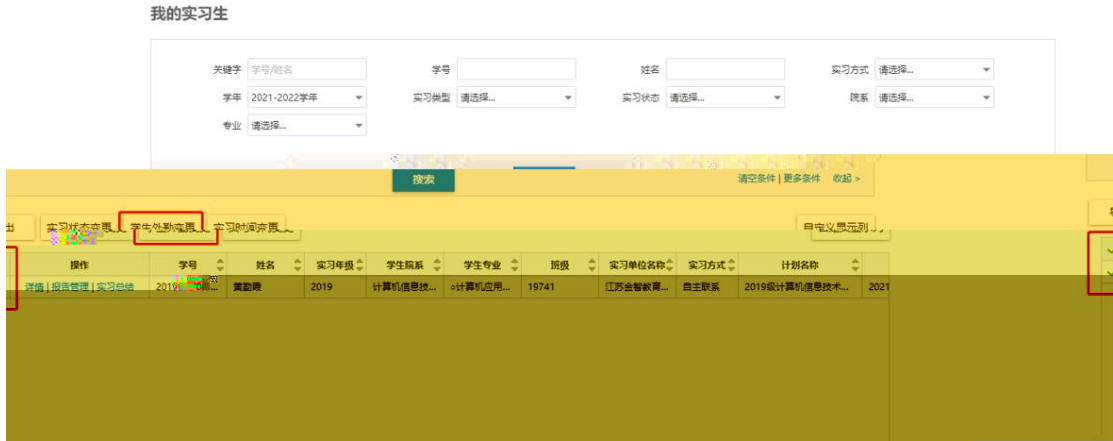 我的实习生
关键字 学号/姓名 学号 姓名 实习方式 请选择...
学年 2021-2022学年 实习类型 请选择... 实习状态 请选择... 院系 请选择...
专业 请选择...
搜索 清空条件 | 更多条件 收起 >
出 实习状态变更 学生外勤变更 实习时间变更 自定义显示列
操作 学号 姓名 实习年级 学生院系 学生专业 班级 实习单位名称 实习方式 计划名称
详情 | 报告管理 | 实习总结 2019 黄勘霞 2019 计算机信息技... 计算机应用... 19741 江苏金智教育... 自主联系 2019级计算机信息技术... 2021